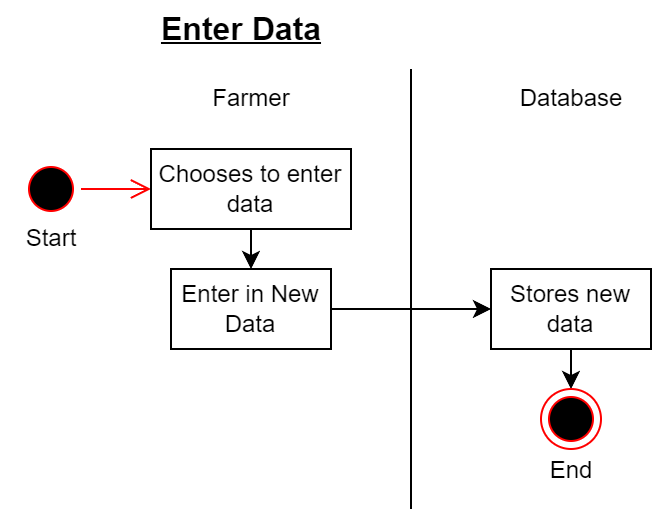 Enter Data
Farmer
Database
Chooses to enter
data
Start
Enter in New
Data
Stores new
data
End